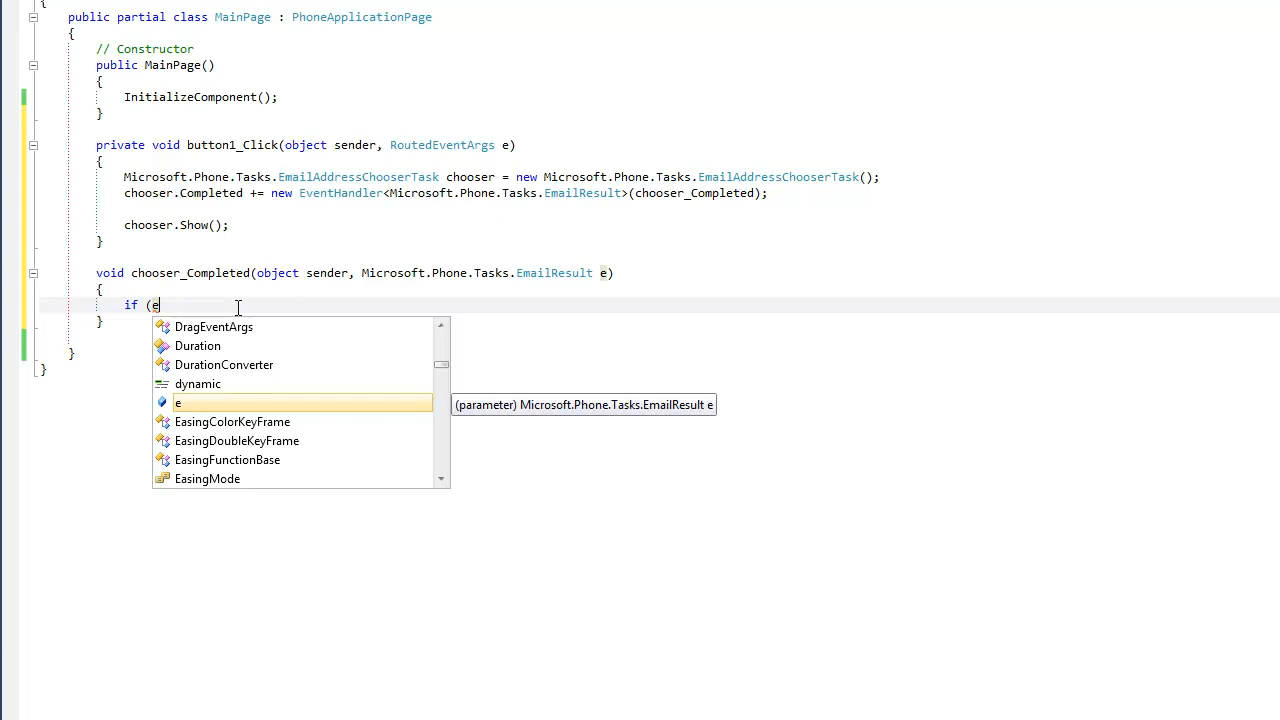 {
public partial class MainPage : PhoneApplicationPage
{
// Constructor
public MainPage()
{
InitializeComponent();
}
private void button1_Click(object sender, RoutedEventArgs e)
{
Microsoft.Phone.Tasks.EmailAddressChooserTask chooser = new Microsoft.Phone.Tasks.EmailAddressChooserTask();
chooser.Completed += new EventHandler<Microsoft.Phone.Tasks.EmailResult>(chooser_Completed);
chooser.Show();
}
void chooser_Completed(object sender, Microsoft.Phone.Tasks.EmailResult e)
{
if (e
}
DragEventArgs
Duration
}
DurationConverter
}
dynamic
e
(parameter) Microsoft.Phone.Tasks.EmailResult e
EasingColorKeyFrame
EasingDoubleKeyFrame
EasingFunctionBase
EasingMode